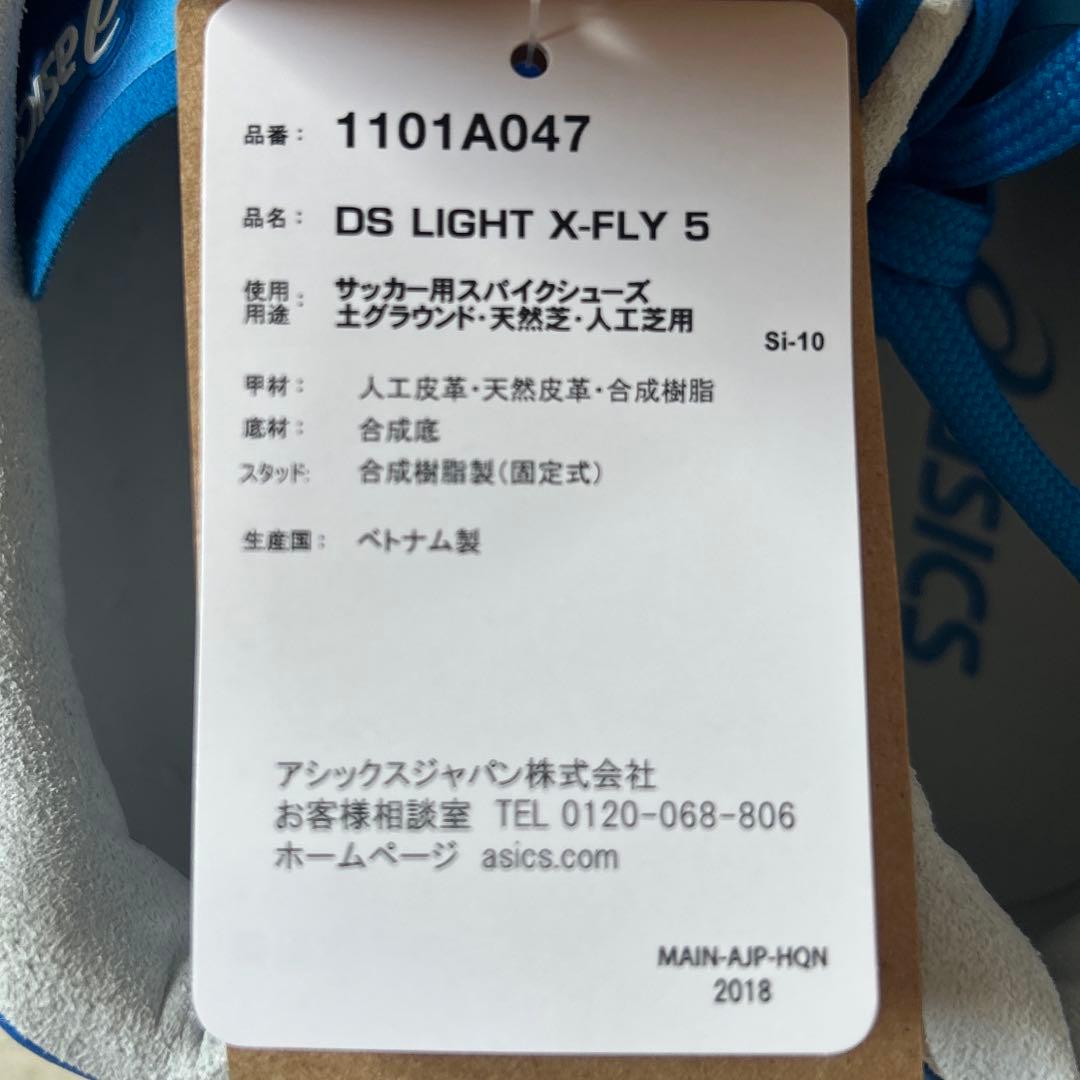 asics
品番： 1101A047
品名： DS LIGHT X-FLY 5
使用用途： サッカー用スパイクシューズ
土グラウンド・天然芝・人工芝用
Si-10
甲材： 人工皮革・天然皮革・合成樹脂
底材： 合成底
スタッド: 合成樹脂製（固定式）
生産国： ベトナム製
アシックスジャパン株式会社
お客様相談室 TEL 0120-068-806
ホームページ asics.com
MAIN-AJP-HQN
2018
asics